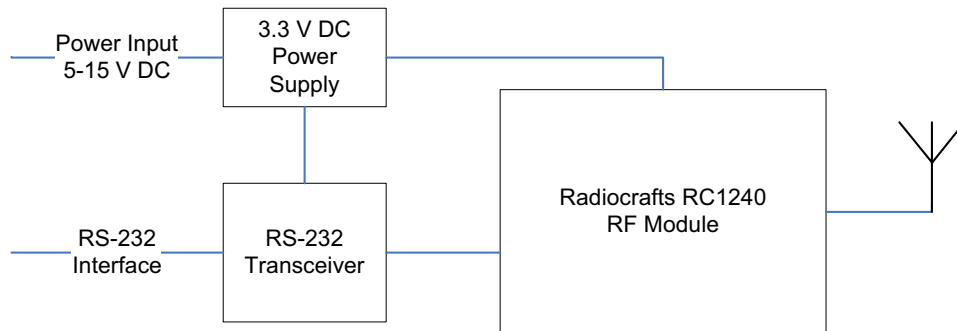 Power Input
5-15 V DC
3.3 V DC
Power
Supply
Radiocrafts RC1240
RF Module
RS-232
Interface
RS-232
Transceiver